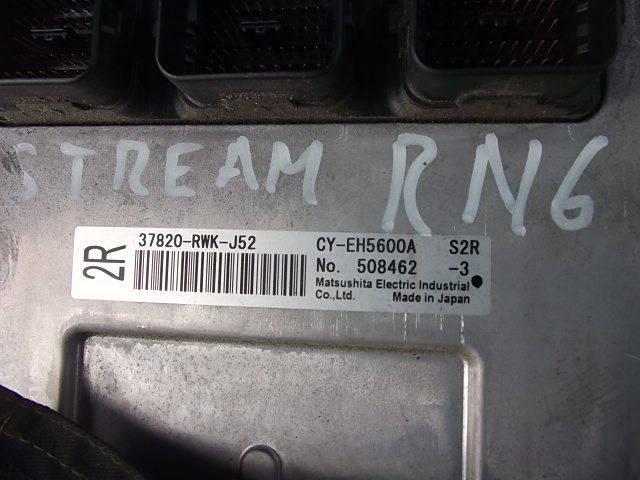 STREAM RN6
2R
37820-RWK-J52 CY-EH5600A S2R
No. 508462 -3
Matsushita Electric Industrial
Co.,Ltd. Made in Japan